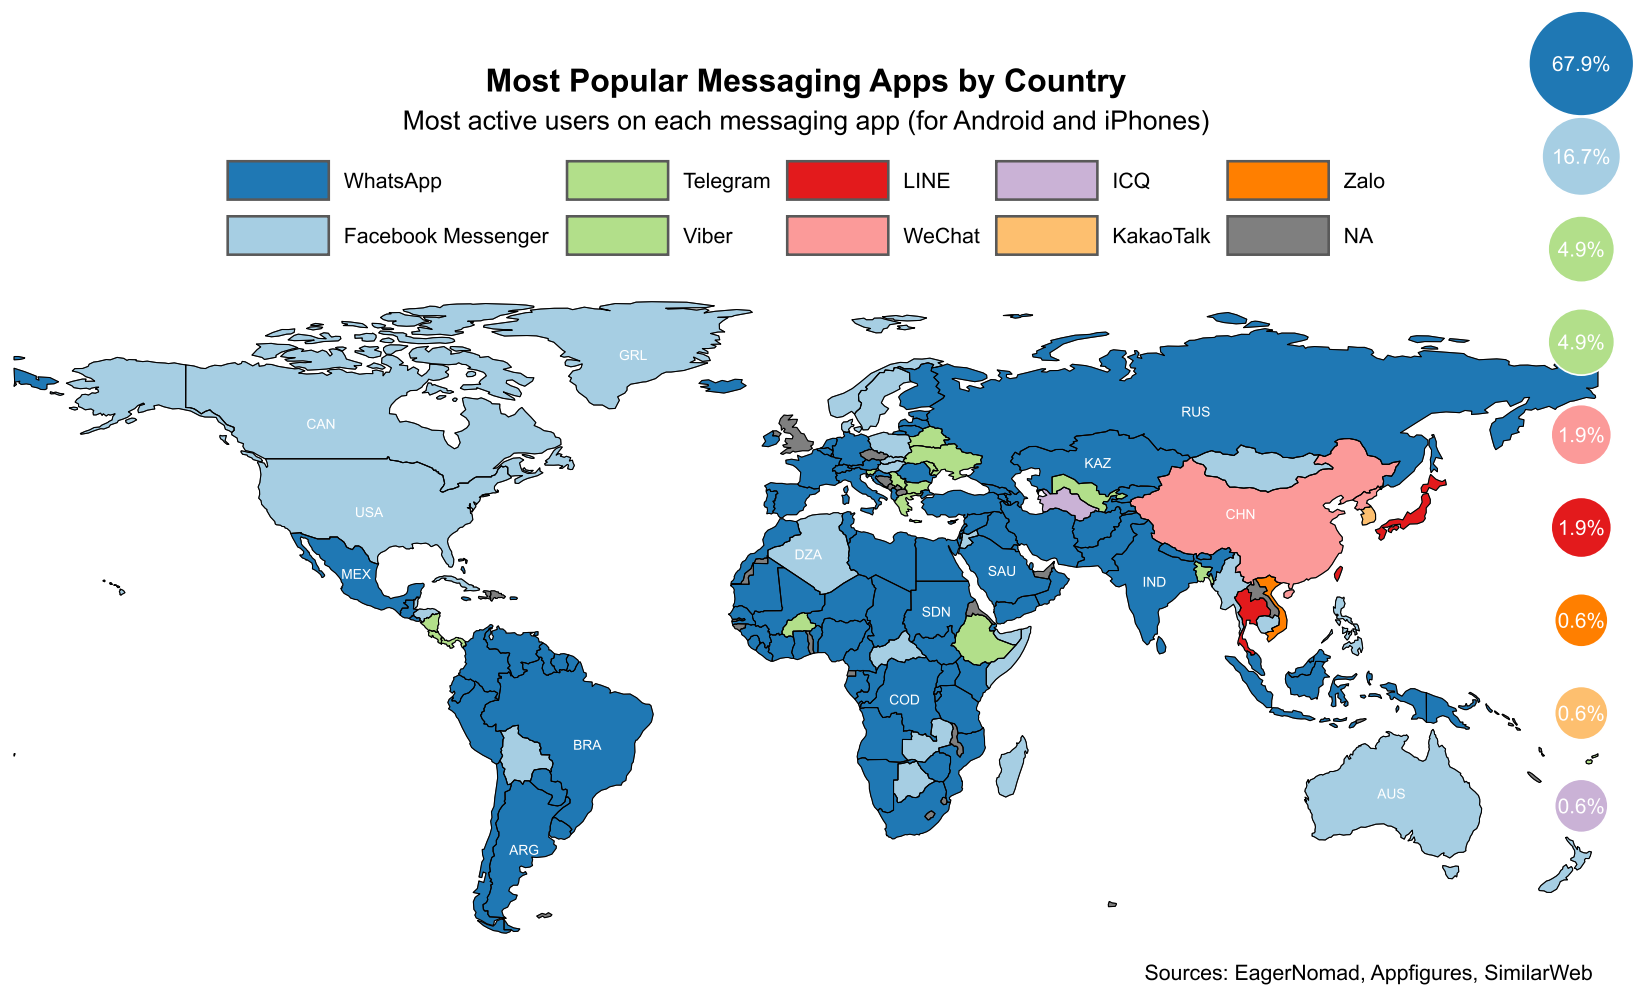 Most Popular Messaging Apps by Country
Most active users on each messaging app (for Android and iPhones)
WhatsApp
Telegram
LINE
ICQ
Zalo
Facebook Messenger
Viber
WeChat
KakaoTalk
NA
67.9%
16.7%
4.9%
4.9%
1.9%
1.9%
0.6%
0.6%
0.6%
GRL
CAN
RUS
KAZ
USA
CHN
DZA
MEX
SAU
IND
SDN
COD
BRA
AUS
ARG
Sources: EagerNomad, Appfigures, SimilarWeb